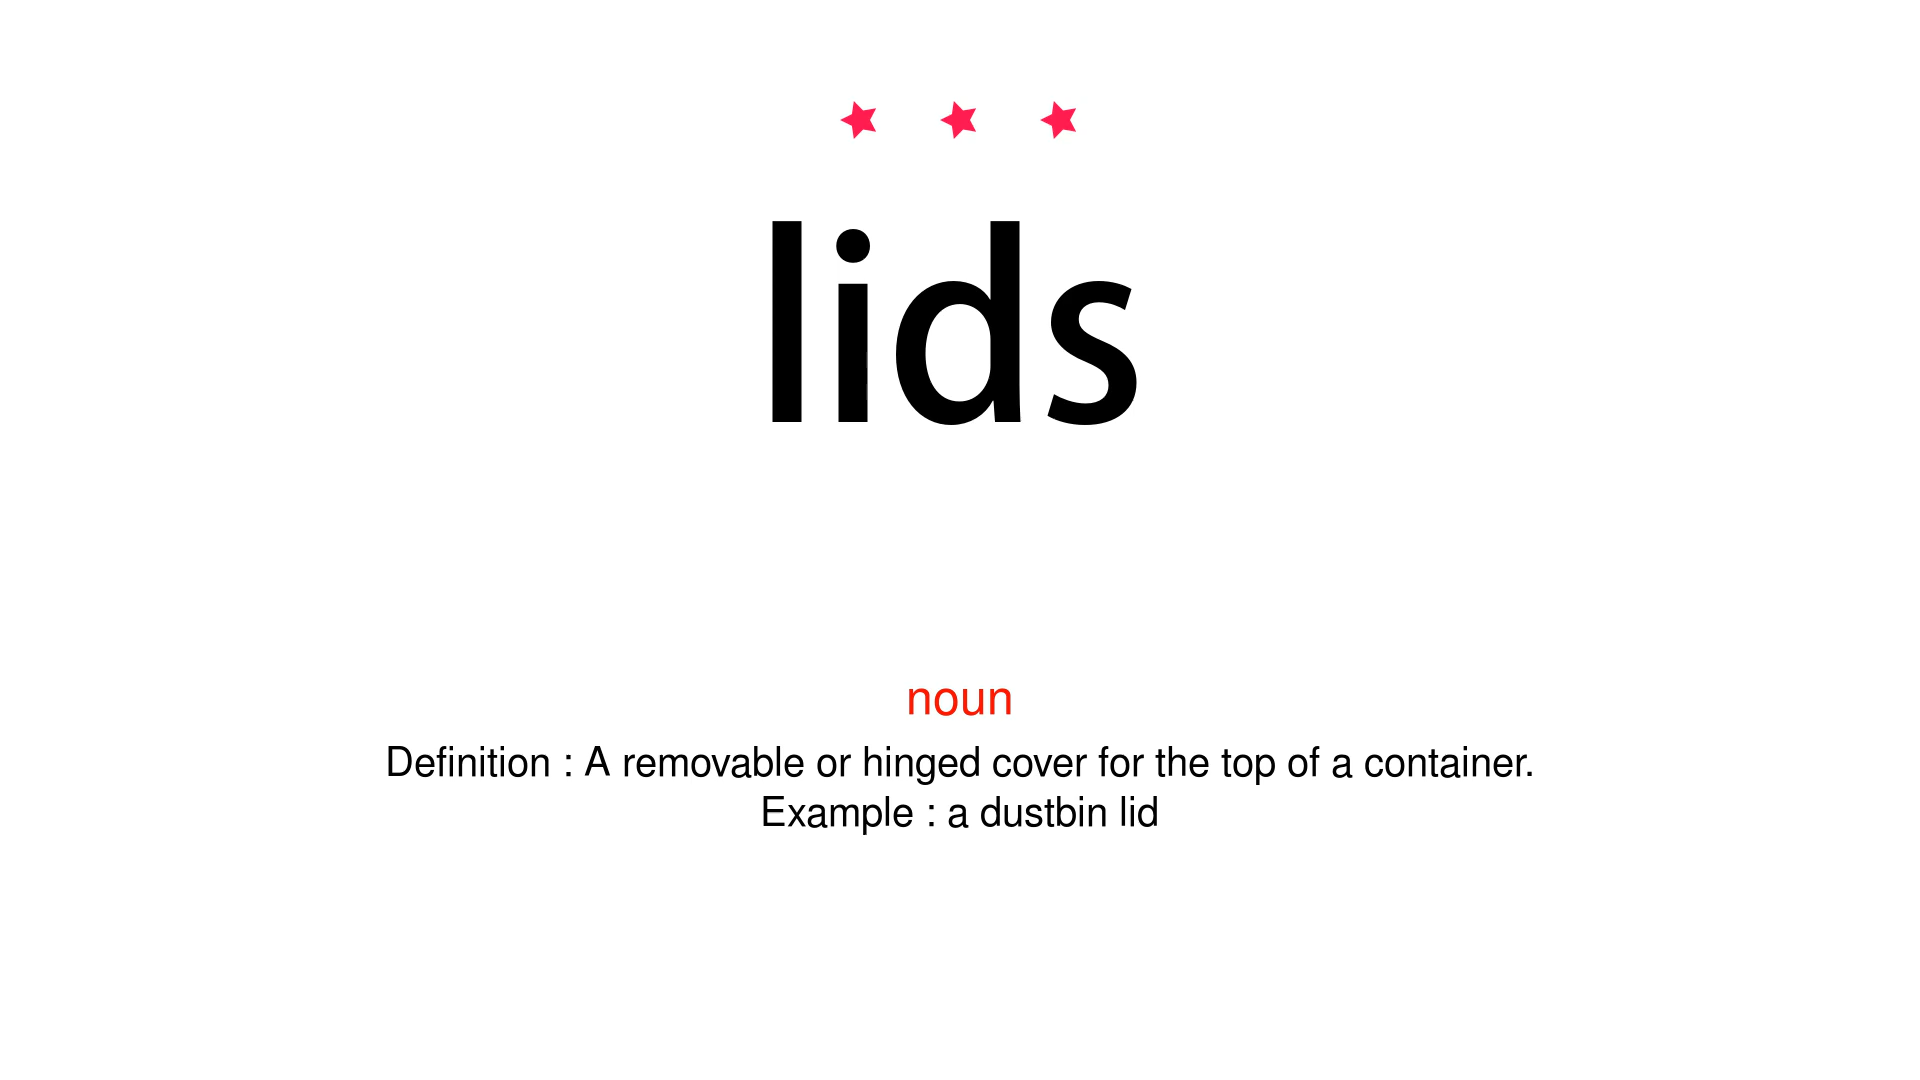 lids
noun
Definition : A removable or hinged cover for the top of a container.
Example : a dustbin lid